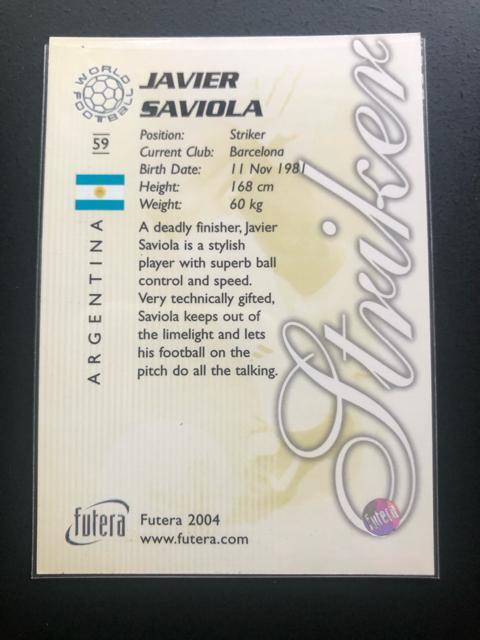 WORLD FOOTBALL
JAVIER
SAVIOLA
59
Position: Striker
Current Club: Barcelona
Birth Date: 11 Nov 1981
Height: 168 cm
Weight: 60 kg
ARGENTINA
A deadly finisher, Javier
Saviola is a stylish
player with superb ball
control and speed.
Very technically gifted,
Saviola keeps out of
the limelight and lets
his football on the
pitch do all the talking.
Striker
futera
Futera 2004
www.futera.com
futera